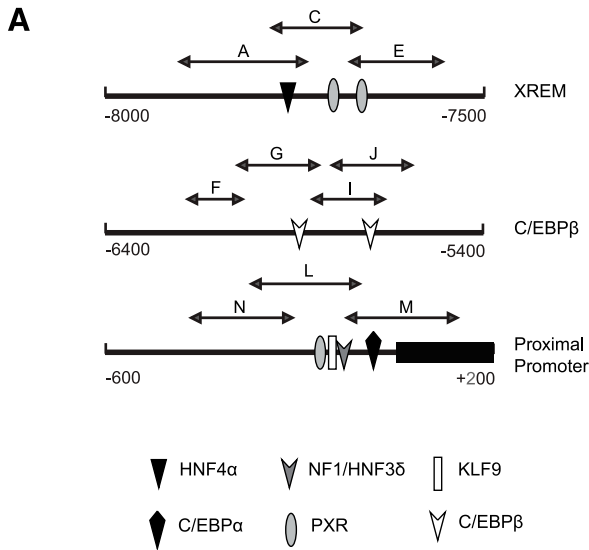 A
C
A E
XREM
-8000 -7500
G J
F I
C/EBPβ
-6400 -5400
L
N M
Proximal
Promoter
-600 +200
HNF4α NF1/HNF3δ KLF9
C/EBPα PXR C/EBPβ